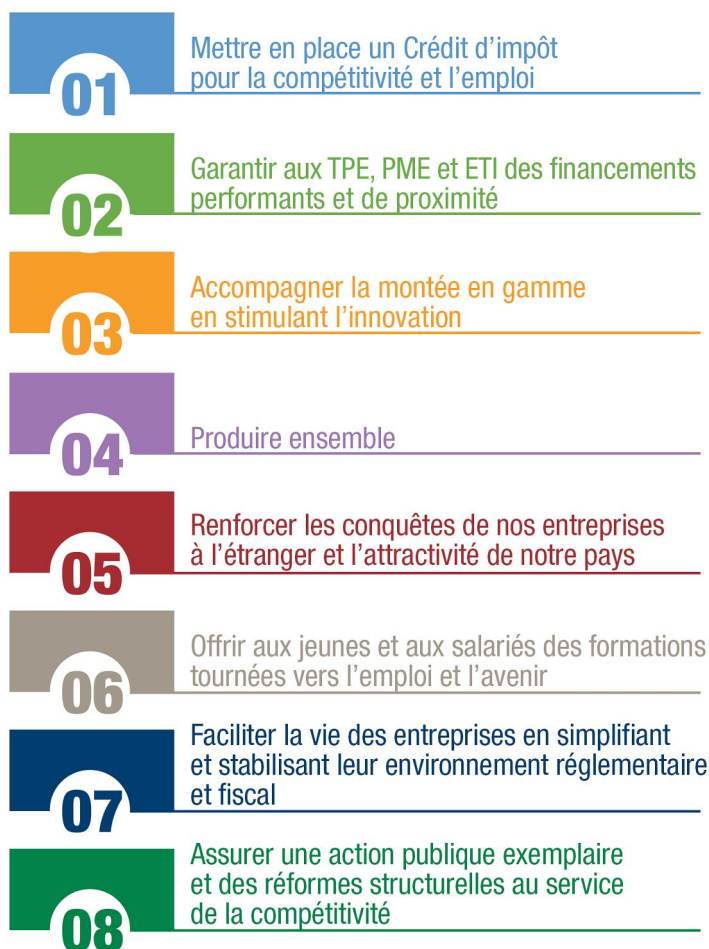 01
Mettre en place un Crédit d’impôt
pour la compétitivité et l’emploi
02
Garantir aux TPE, PME et ETI des financements
performants et de proximité
03
Accompagner la montée en gamme
en stimulant l’innovation
04
Produire ensemble
05
Renforcer les conquêtes de nos entreprises
à l’étranger et l’attractivité de notre pays
06
Offrir aux jeunes et aux salariés des formations
tournées vers l’emploi et l’avenir
07
Faciliter la vie des entreprises en simplifiant
et stabilisant leur environnement réglementaire
et fiscal
08
Assurer une action publique exemplaire
et des réformes structurelles au service
de la compétitivité